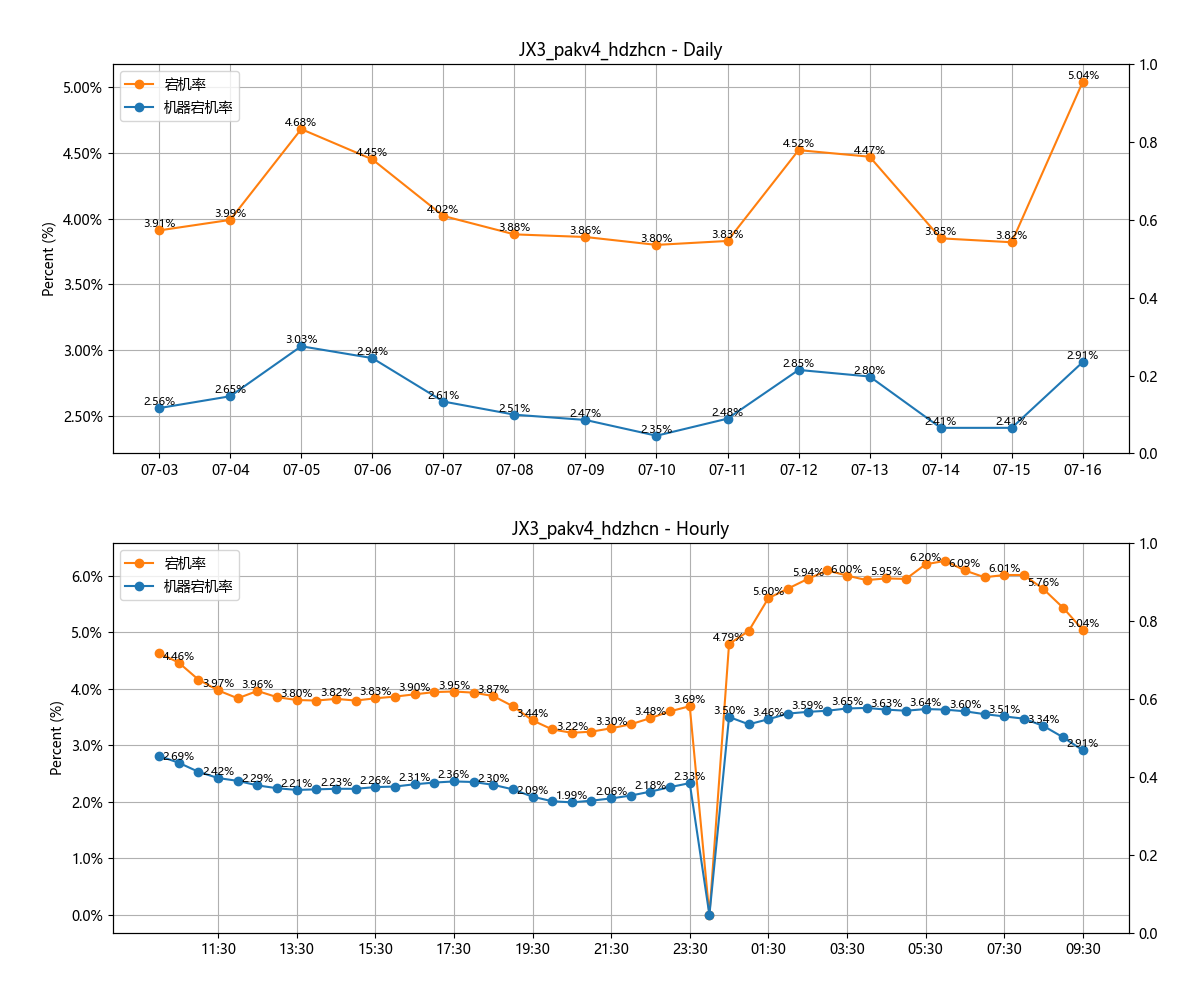 JX3_pakv4_hdzhcn - Daily
宕机率
机器宕机率
Percent (%)
5.00%
4.50%
4.00%
3.50%
3.00%
2.50%
1.0
0.8
0.6
0.4
0.2
0.0
3.91% 3.99% 4.68% 4.45% 4.02% 3.88% 3.86% 3.80% 3.83% 4.52% 4.47% 3.85% 3.82% 5.04%
2.56% 2.65% 3.03% 2.94% 2.61% 2.51% 2.47% 2.35% 2.48% 2.85% 2.80% 2.41% 2.41% 2.91%
07-03 07-04 07-05 07-06 07-07 07-08 07-09 07-10 07-11 07-12 07-13 07-14 07-15 07-16
JX3_pakv4_hdzhcn - Hourly
宕机率
机器宕机率
Percent (%)
6.0%
5.0%
4.0%
3.0%
2.0%
1.0%
0.0%
1.0
0.8
0.6
0.4
0.2
0.0
4.46% 3.97% 3.96% 3.80% 3.82% 3.83% 3.90% 3.95% 3.87% 3.44% 3.22% 3.30% 3.48% 3.69% 4.79% 5.60% 5.94% 6.00% 5.95% 6.20% 6.09% 6.01% 5.76% 5.04%
2.69% 2.42% 2.29% 2.21% 2.23% 2.26% 2.31% 2.36% 2.30% 2.09% 1.99% 2.06% 2.18% 2.33% 3.50% 3.46% 3.59% 3.65% 3.63% 3.64% 3.60% 3.51% 3.34% 2.91%
11:30 13:30 15:30 17:30 19:30 21:30 23:30 01:30 03:30 05:30 07:30 09:30